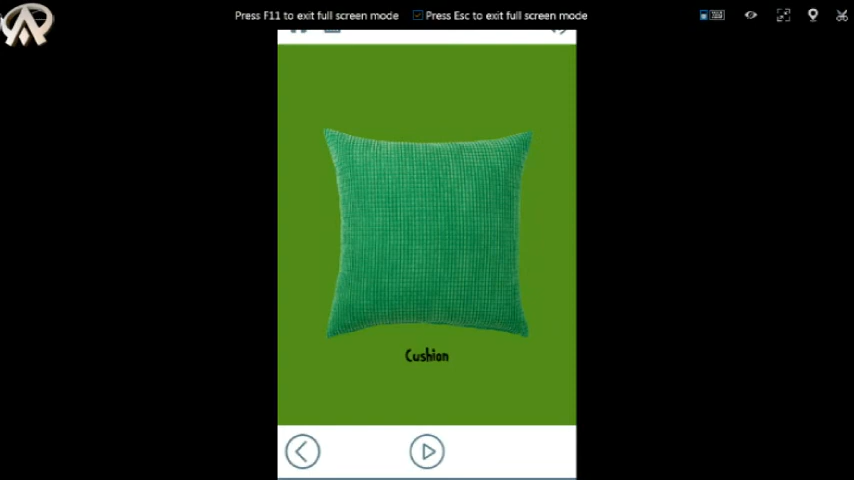 Press F11 to exit full screen mode Press Esc to exit full screen mode
Cushion